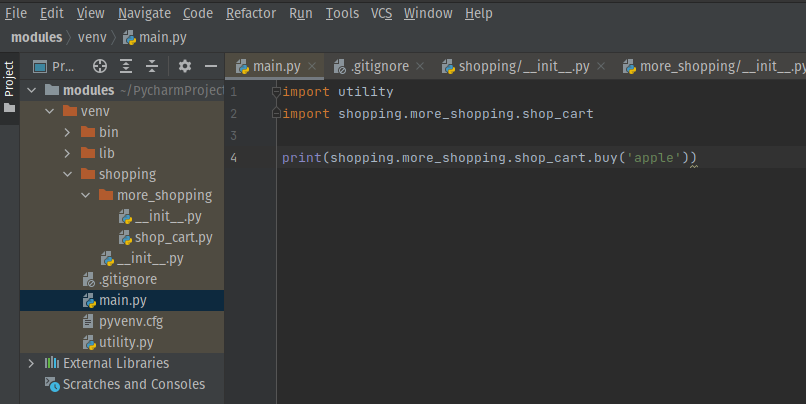 File Edit View Navigate Code Refactor Run Tools VCS Window Help
modules venv main.py
Project
Pr...
main.py .gitignore shopping/__init__.py more_shopping/__init__.py
modules ~/PycharmProject
venv
bin
lib
shopping
more_shopping
__init__.py
shop_cart.py
__init__.py
.gitignore
main.py
pyvenv.cfg
utility.py
External Libraries
Scratches and Consoles
1 import utility
2 import shopping.more_shopping.shop_cart
3
4 print(shopping.more_shopping.shop_cart.buy('apple'))